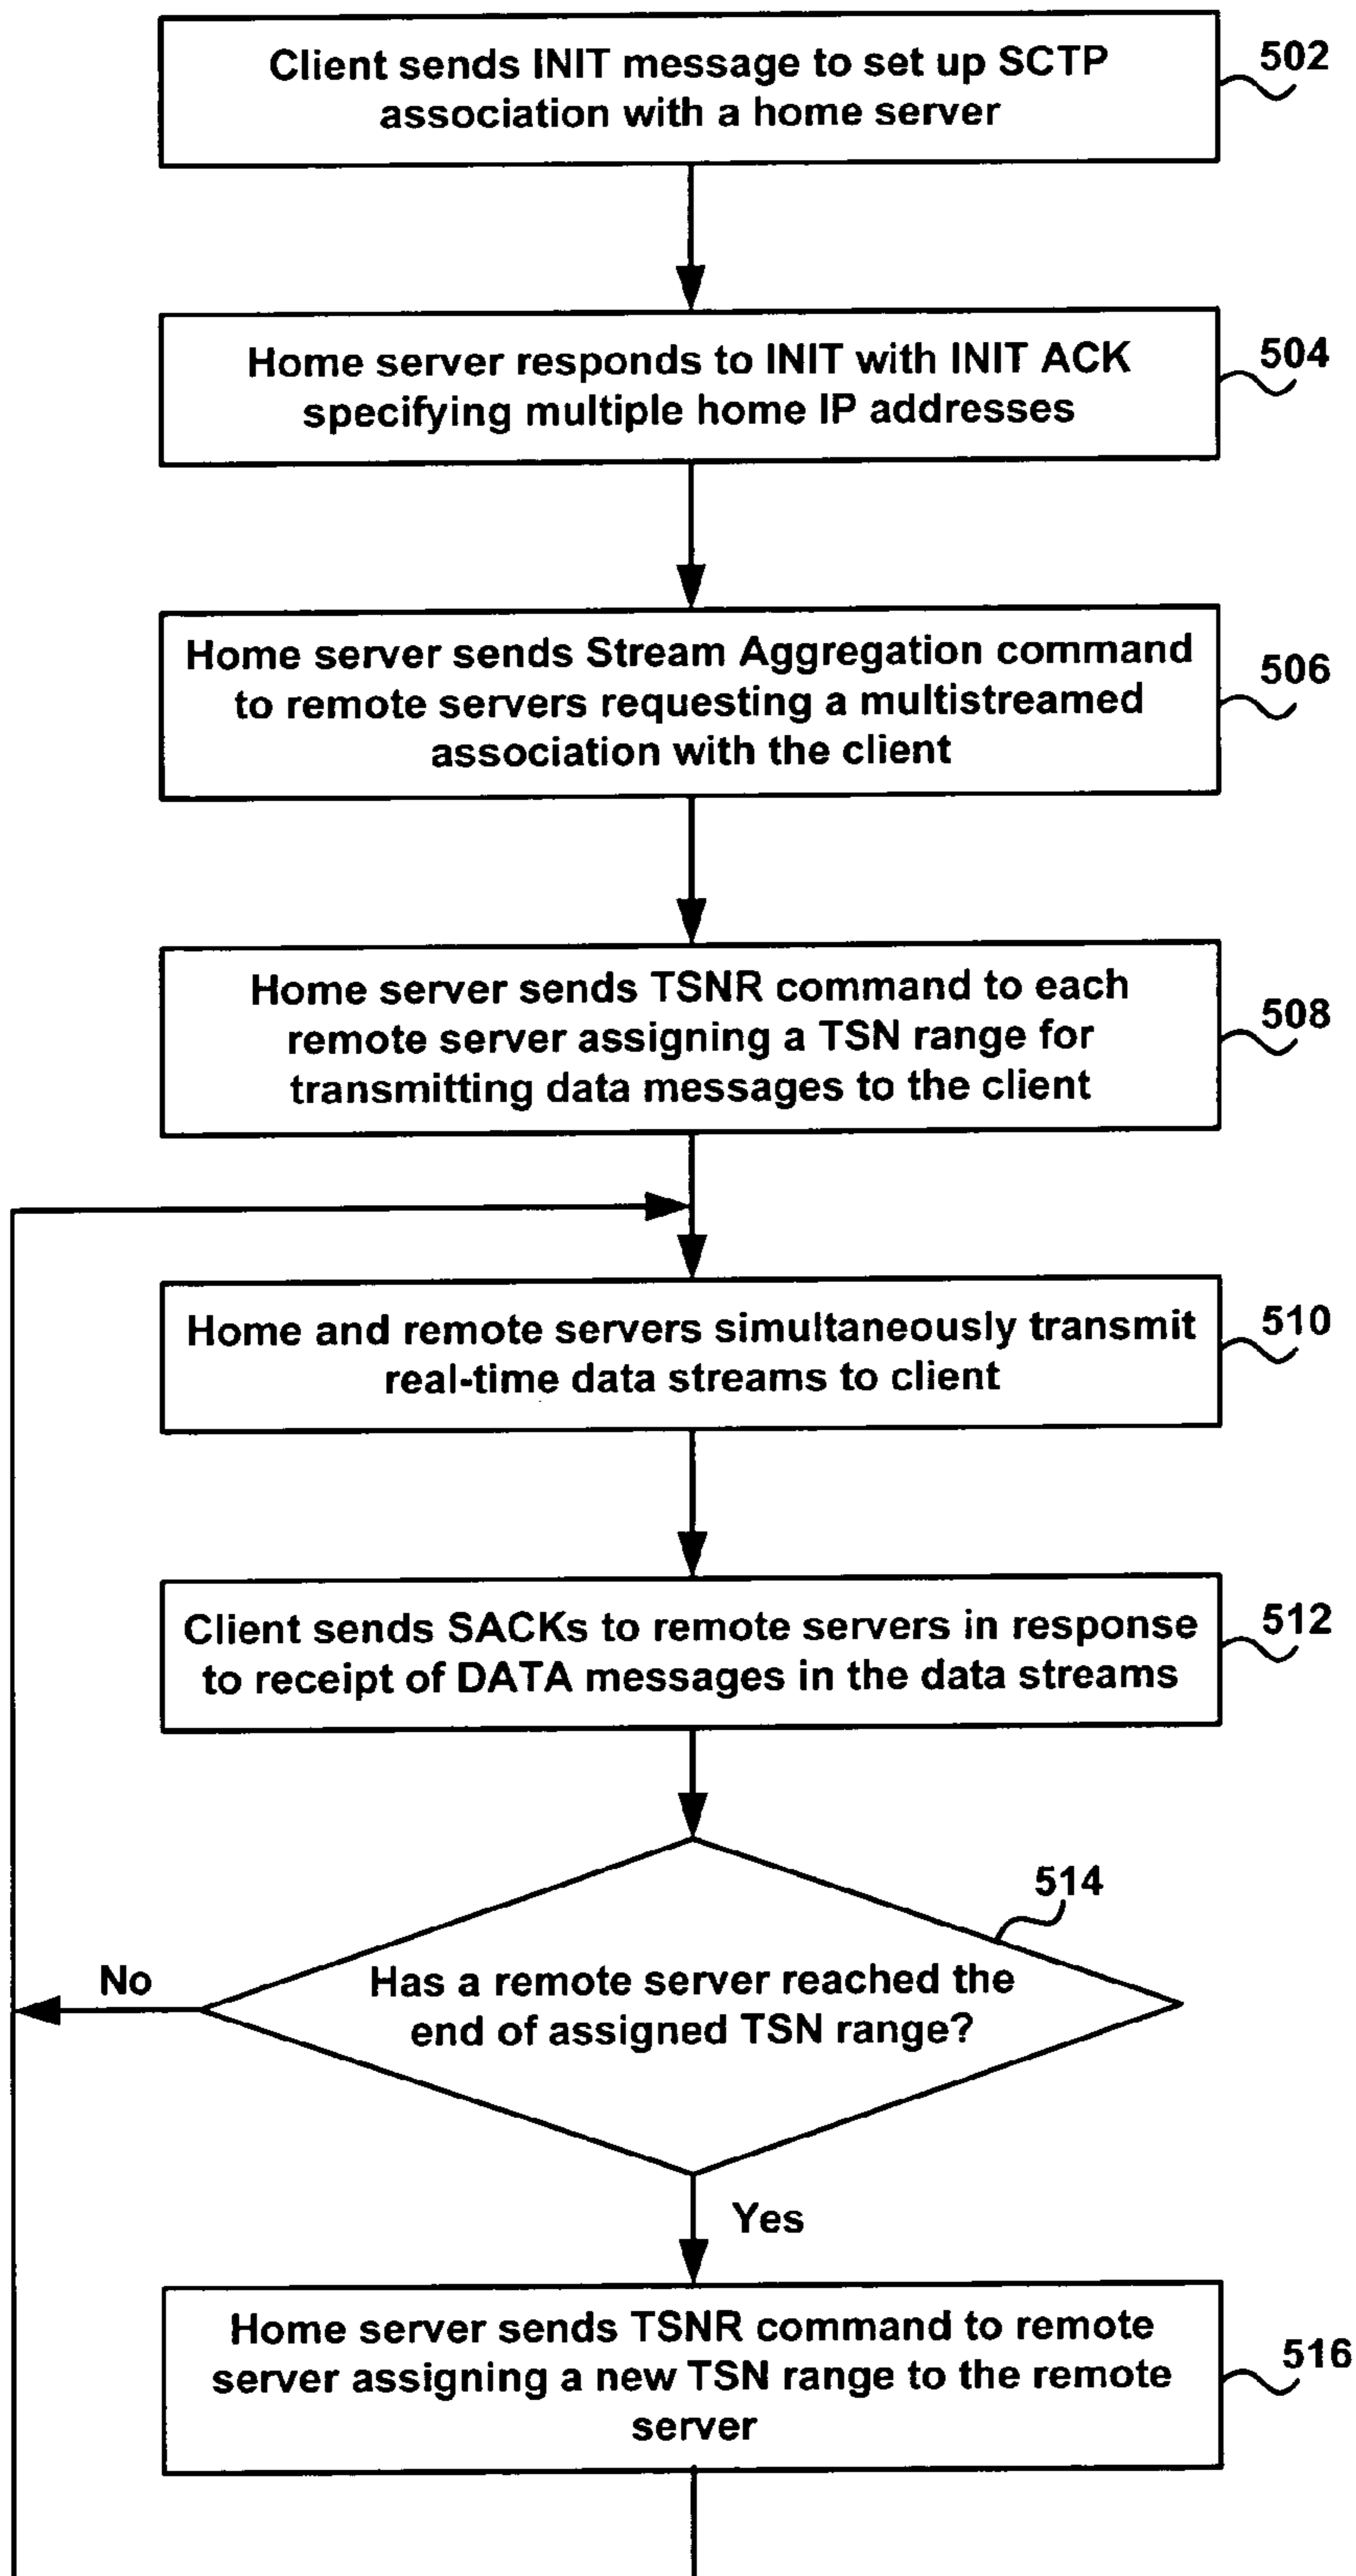 Client sends INIT message to set up SCTP
association with a home server
502
Home server responds to INIT with INIT ACK
specifying multiple home IP addresses
504
Home server sends Stream Aggregation command
to remote servers requesting a multistreamed
association with the client
506
Home server sends TSNR command to each
remote server assigning a TSN range for
transmitting data messages to the client
508
Home and remote servers simultaneously transmit
real-time data streams to client
510
Client sends SACKs to remote servers in response
to receipt of DATA messages in the data streams
512
514
Has a remote server reached the
end of assigned TSN range?
No
Yes
Home server sends TSNR command to remote
server assigning a new TSN range to the remote
server
516